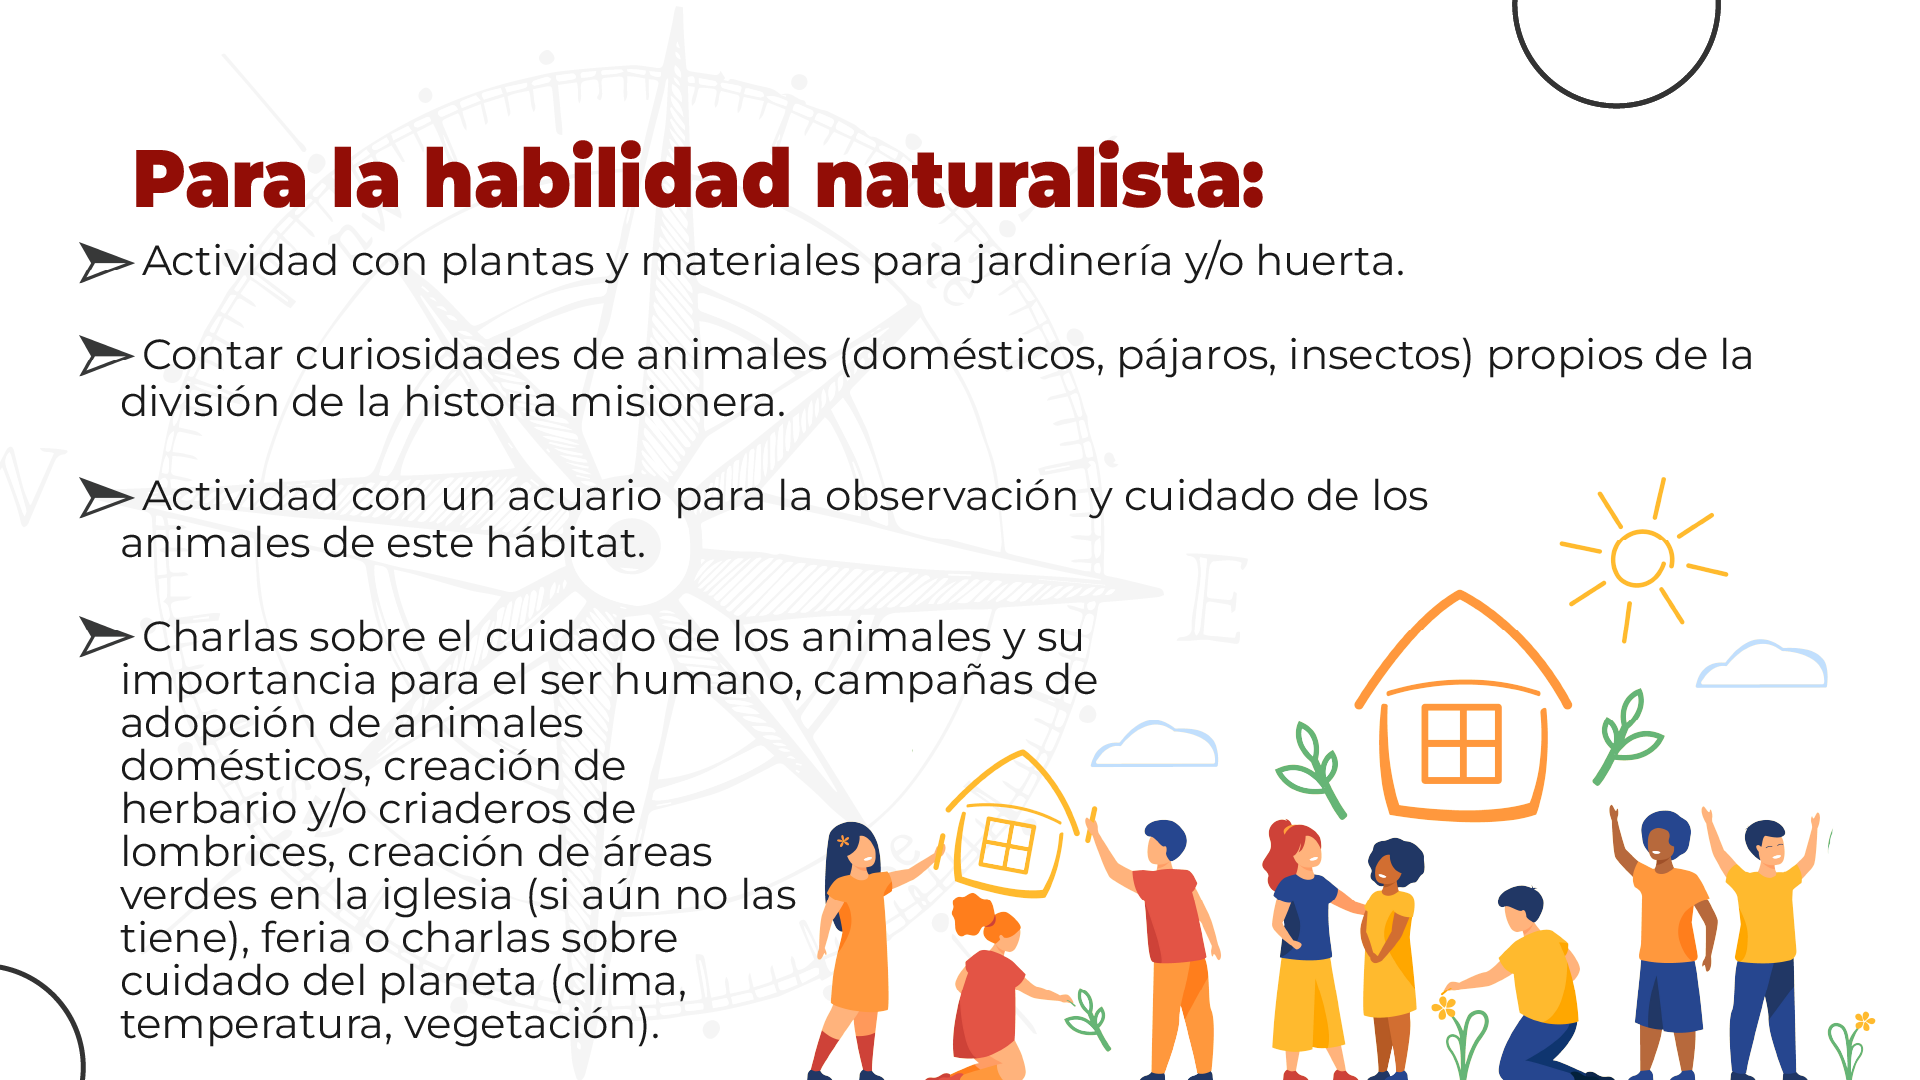 Para la habilidad naturalista:
Actividad con plantas y materiales para jardinería y/o huerta.
Contar curiosidades de animales (domésticos, pájaros, insectos) propios de la
división de la historia misionera.
Actividad con un acuario para la observación y cuidado de los
animales de este hábitat.
Charlas sobre el cuidado de los animales y su
importancia para el ser humano, campañas de
adopción de animales
domésticos, creación de
herbario y/o criaderos de
lombrices, creación de áreas
verdes en la iglesia (si aún no las
tiene), feria o charlas sobre
cuidado del planeta (clima,
temperatura, vegetación).
nw
ne
W
E